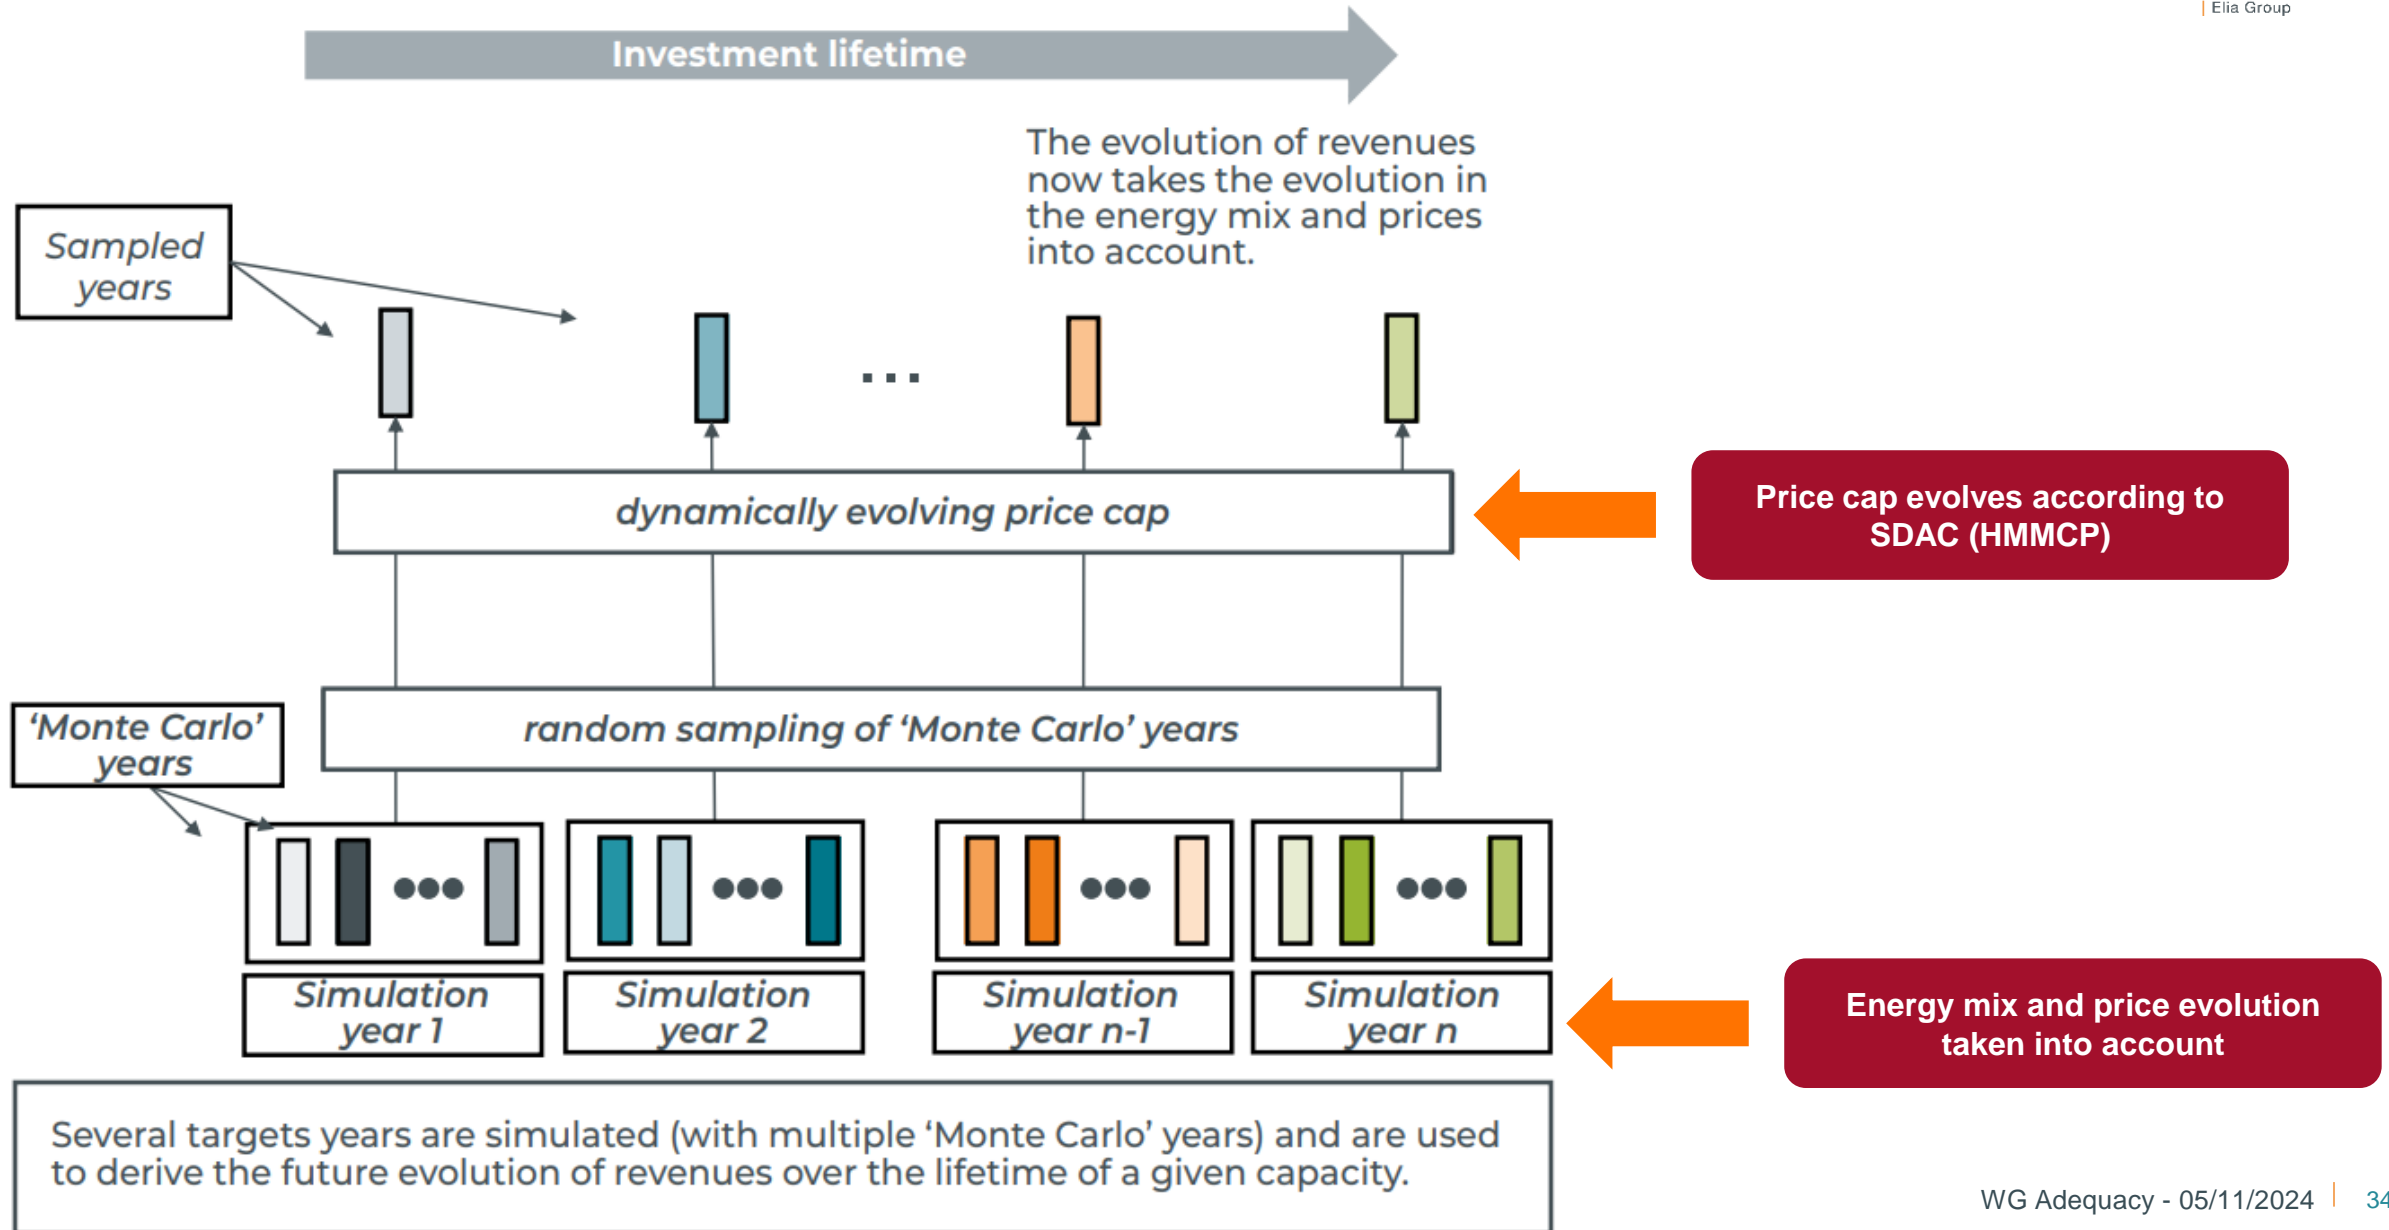 | Elia Group
Investment lifetime
The evolution of revenues
now takes the evolution in
the energy mix and prices
into account.
Sampled
years
...
dynamically evolving price cap
Price cap evolves according to
SDAC (HMMCP)
random sampling of ‘Monte Carlo’ years
‘Monte Carlo’
years
Simulation
year 1
Simulation
year 2
Simulation
year n-1
Simulation
year n
Energy mix and price evolution
taken into account
Several targets years are simulated (with multiple ‘Monte Carlo’ years) and are used
to derive the future evolution of revenues over the lifetime of a given capacity.
WG Adequacy - 05/11/2024 | 34